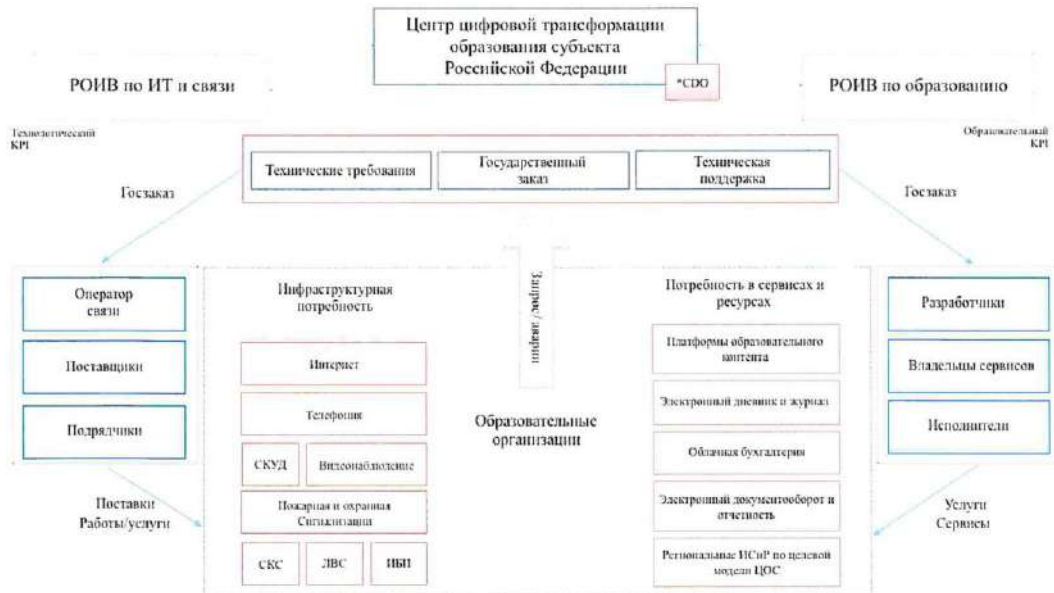 Центр цифровой трансформации
образования субъекта
Российской Федерации
*CDO
РОИВ по ИТ и связи
РОИВ по образованию
Технологический
KPI
Образовательный
KPI
Технические требования
Государственный
заказ
Техническая
поддержка
Госзаказ
Госзаказ
Оператор
связи
Поставщики
Подрядчики
Поставки
Работы/услуги
Инфраструктурная
потребность
Интернет
Телефония
СКУД
Видеонаблюдение
Пожарная и охранная
Сигнализации
СКС
ЛВС
ИБП
Запрос/аварии
Образовательные
организации
Потребность в сервисах и
ресурсах
Платформы образовательного
контента
Электронный дневник и журнал
Облачная бухгалтерия
Электронный документооборот и
отчетность
Региональные ИСиР по целевой
модели ЦОС
Разработчики
Владельцы сервисов
Исполнители
Услуги
Сервисы